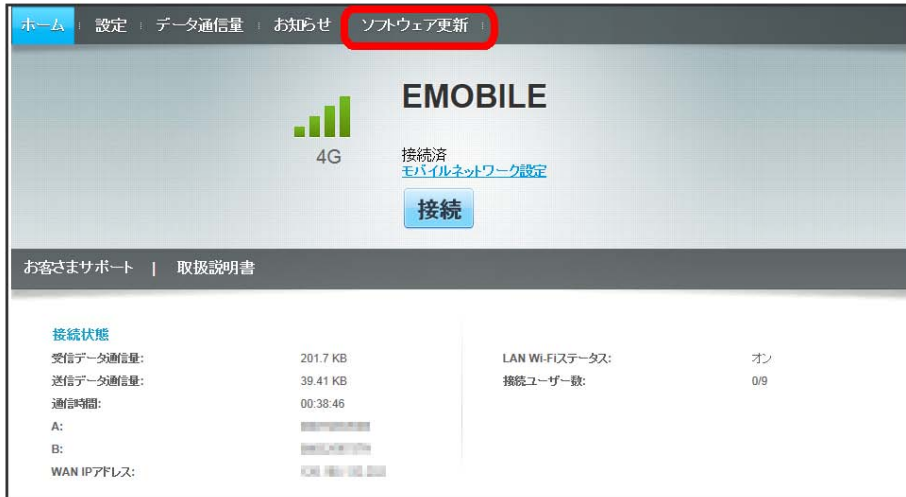 ホーム 設定 データ通信量 お知らせ ソフトウェア更新
EMOBILE
4G
接続済
モバイルネットワーク設定
接続
お客さまサポート | 取扱説明書
接続状態
受信データ通信量: 201.7 KB LAN Wi-Fiステータス: オン
送信データ通信量: 39.41 KB 接続ユーザー数: 0/9
通信時間: 00:38:46
A:
B:
WAN IPアドレス: